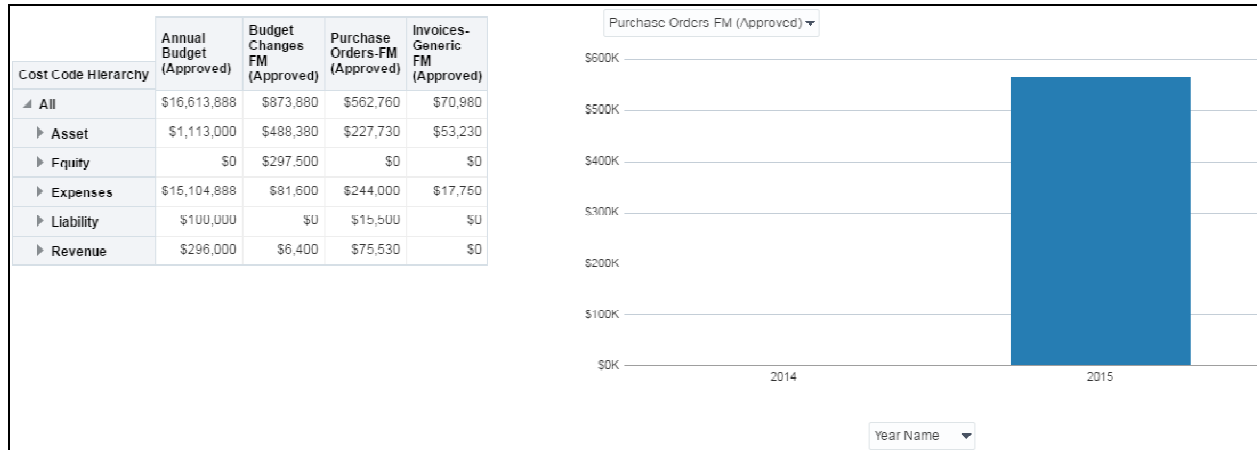 Cost Code Hierarchy
Annual Budget (Approved)
Budget Changes FM (Approved)
Purchase Orders-FM (Approved)
Invoices-Generic FM (Approved)
All $16,613,888 $873,880 $562,760 $70,980
Asset $1,113,000 $488,380 $227,730 $53,230
Equity $0 $297,500 $0 $0
Expenses $15,104,888 $81,600 $244,000 $17,750
Liability $100,000 $0 $15,500 $0
Revenue $296,000 $6,400 $75,530 $0
Purchase Orders FM (Approved)
$600K
$500K
$400K
$300K
$200K
$100K
$0K
2014 2015
Year Name